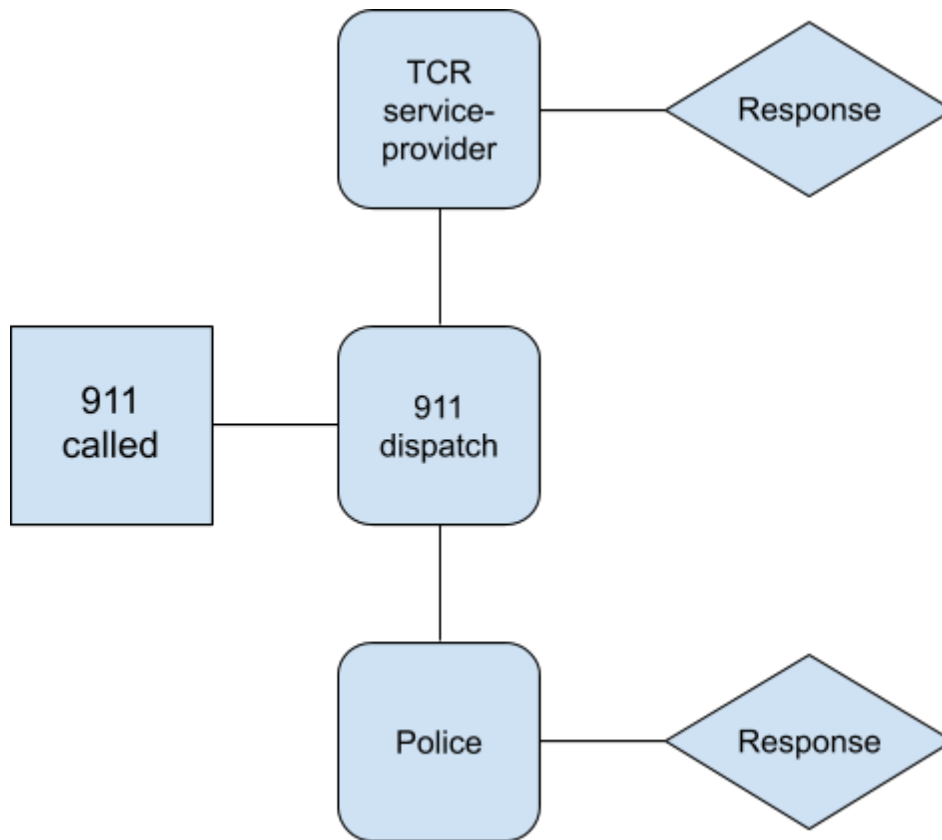 TCR
service-
provider
Response
911
called
911
dispatch
Police
Response